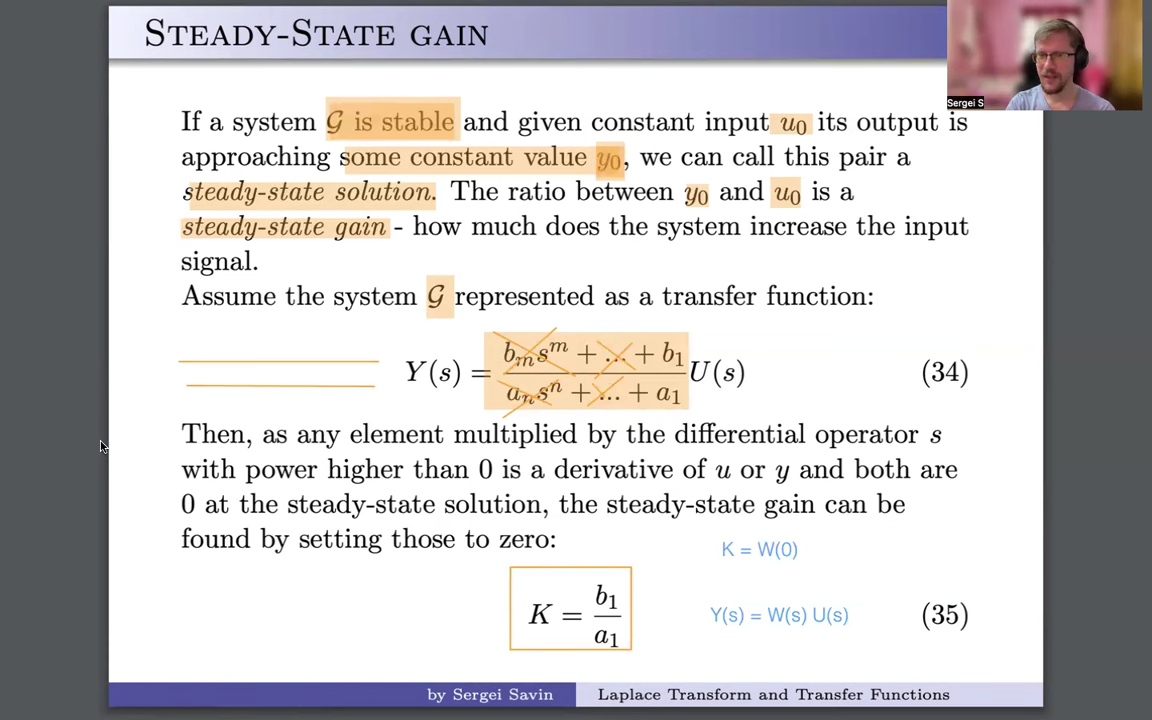 STEADY-STATE GAIN
Sergei S
If a system 𝒢 is stable and given constant input u₀ its output is
approaching some constant value y₀, we can call this pair a
steady-state solution. The ratio between y₀ and u₀ is a
steady-state gain - how much does the system increase the input
signal.
Assume the system 𝒢 represented as a transfer function:
Y(s) = (bₘsᵐ + ... + b₁)/(aₙsⁿ + ... + a₁) U(s) (34)
Then, as any element multiplied by the differential operator s
with power higher than 0 is a derivative of u or y and both are
0 at the steady-state solution, the steady-state gain can be
found by setting those to zero:
K = W(0)
K = b₁/a₁ (35)
Y(s) = W(s) U(s)
by Sergei Savin
Laplace Transform and Transfer Functions